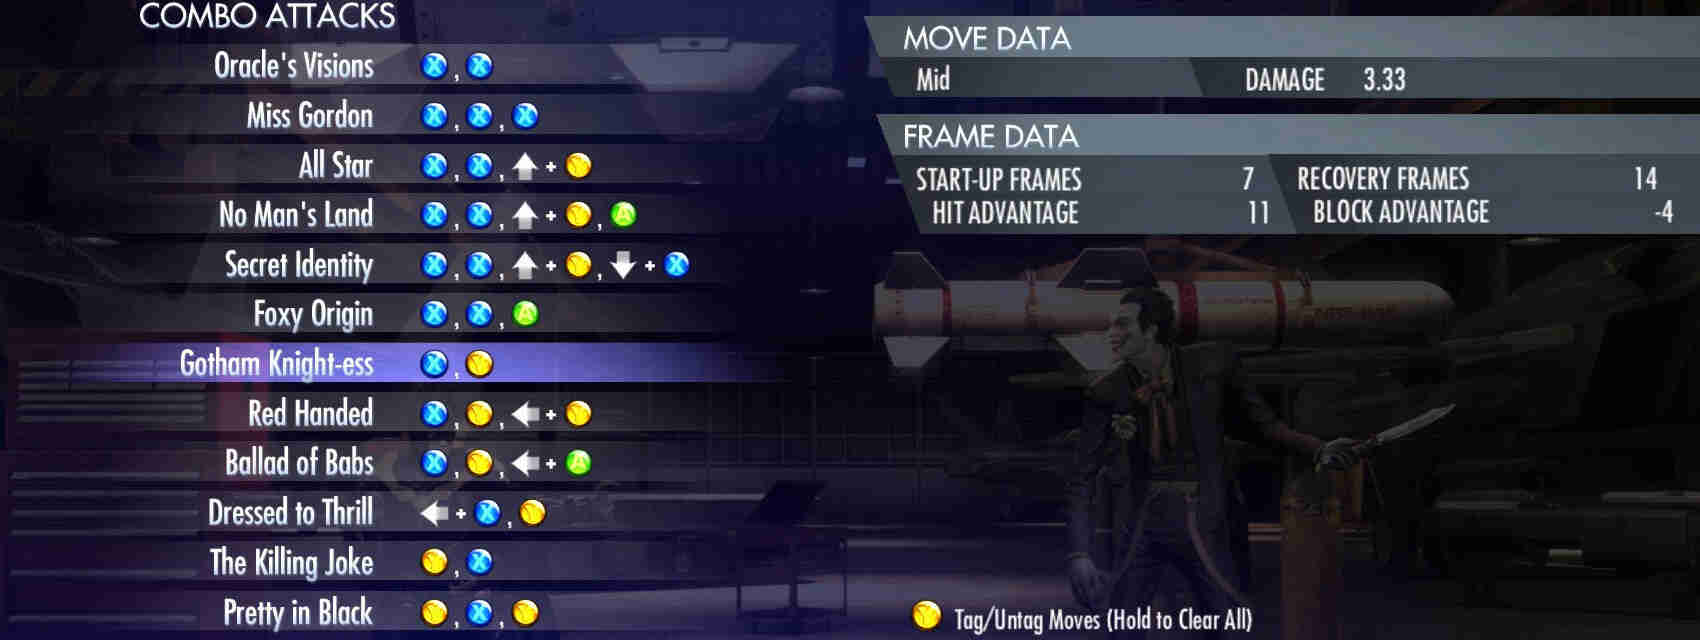 COMBO ATTACKS
Oracle's Visions X, X
Miss Gordon X, X, X
All Star X, X, ⬆ + Y
No Man's Land X, X, ⬆ + Y, A
Secret Identity X, X, ⬆ + Y, ⬇ + X
Foxy Origin X, X, A
Gotham Knight-ess X, Y
Red Handed X, Y, ⬅ + Y
Ballad of Babs X, Y, ⬅ + A
Dressed to Thrill ⬅ + X, Y
The Killing Joke Y, X
Pretty in Black Y, X, Y
MOVE DATA
Mid DAMAGE 3.33
FRAME DATA
START-UP FRAMES 7 RECOVERY FRAMES 14
HIT ADVANTAGE 11 BLOCK ADVANTAGE -4
Y Tag/Untag Moves (Hold to Clear All)